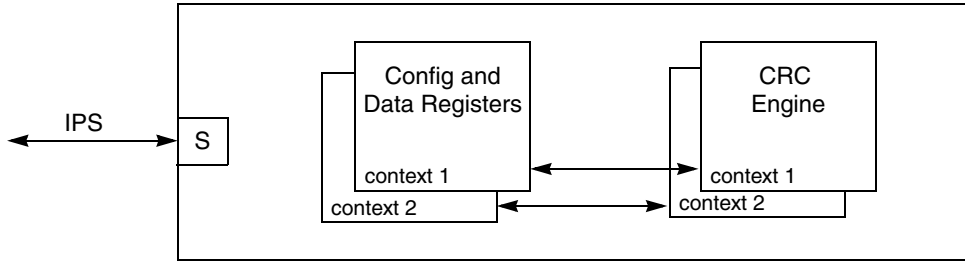 IPS
S
Config and
Data Registers
context 1
context 2
CRC
Engine
context 1
context 2